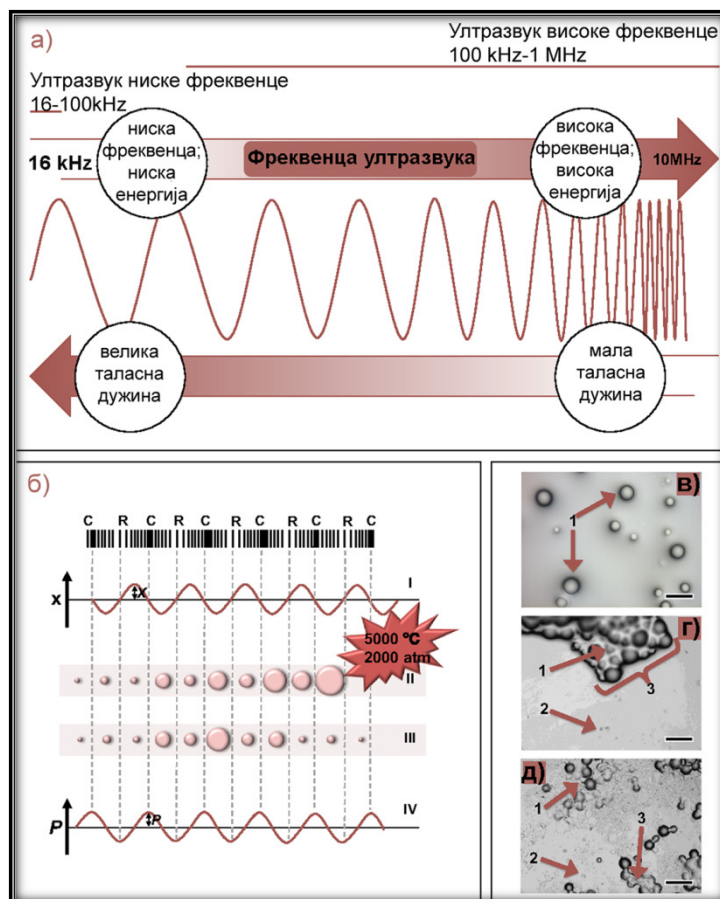 а)
Ултразвук високе фреквенце
100 kHz-1 MHz
Ултразвук ниске фреквенце
16-100kHz
16 kHz
ниска
фреквенца;
ниска
енергија
Фреквенца ултразвука
висока
фреквенца;
висока
енергија
10MHz
велика
таласна
дужина
мала
таласна
дужина
б)
C R C R C R C R C R C
x
X
I
5000 °C
2000 atm
II
III
P
P
IV
в)
1
г)
1
2
3
д)
1
2
3